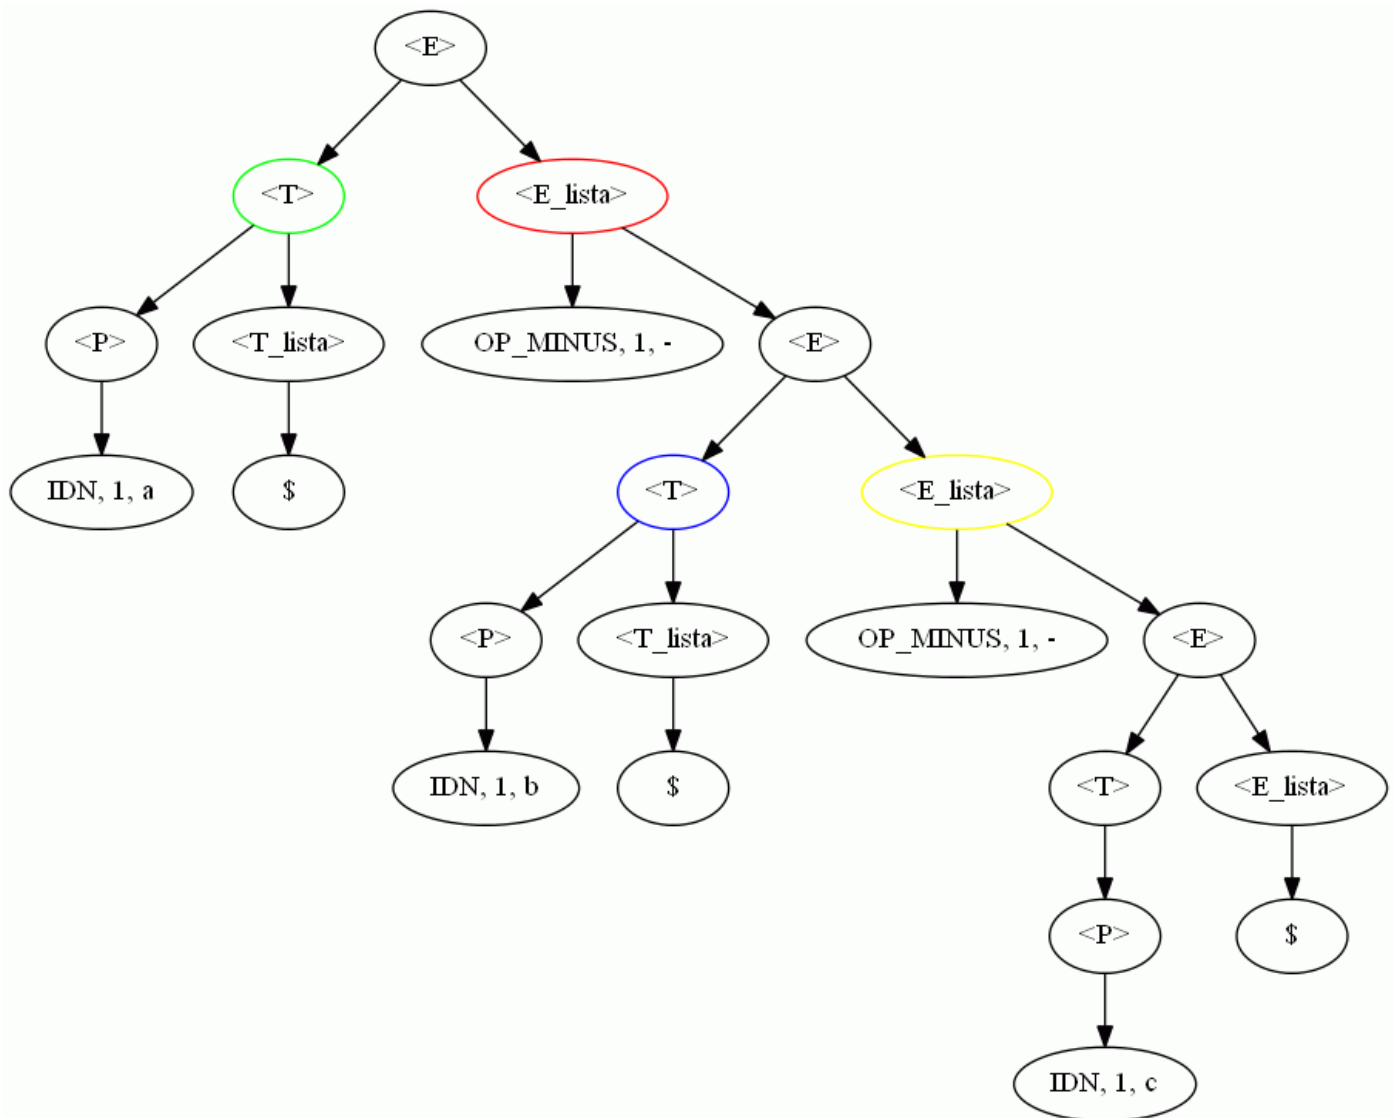 <E>
<T>
<E_lista>
<P>
<T_lista>
OP_MINUS, 1, -
<E>
IDN, 1, a
$
<T>
<E_lista>
<P>
<T_lista>
OP_MINUS, 1, -
<E>
IDN, 1, b
$
<T>
<E_lista>
<P>
$
IDN, 1, c